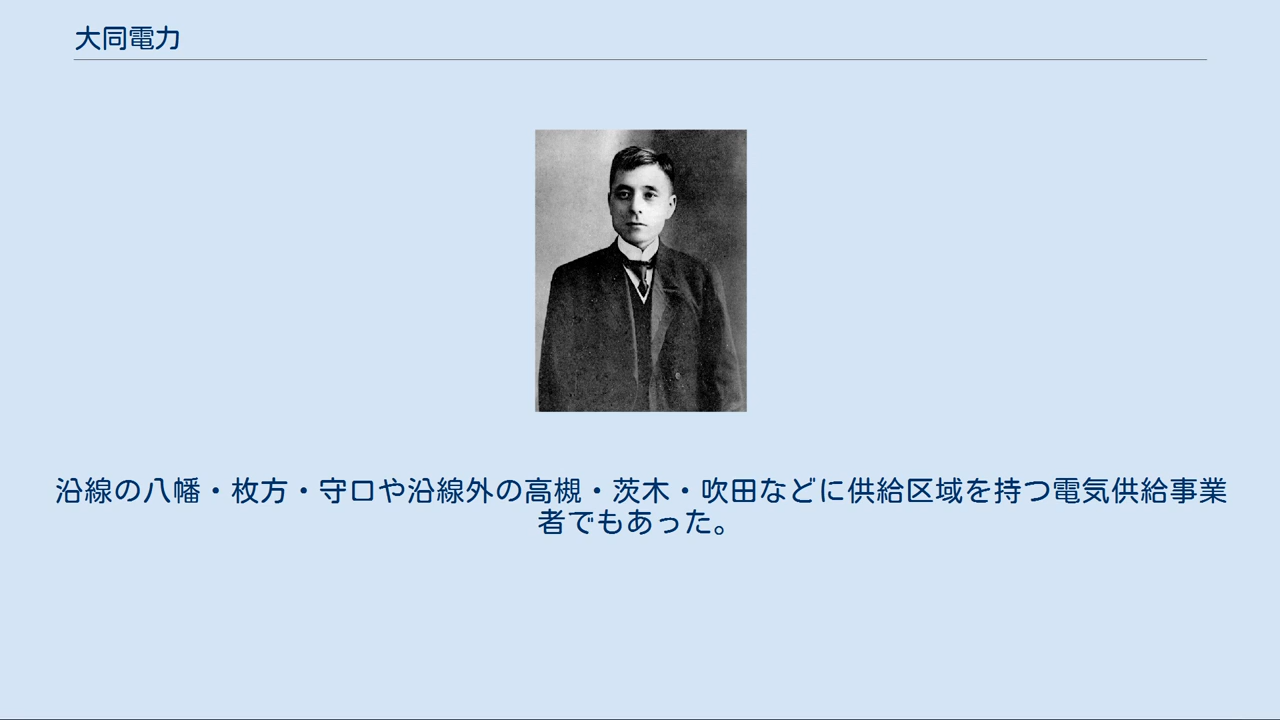 大同電力
沿線の八幡・枚方・守口や沿線外の高槻・茨木・吹田などに供給区域を持つ電気供給事業
者でもあった。